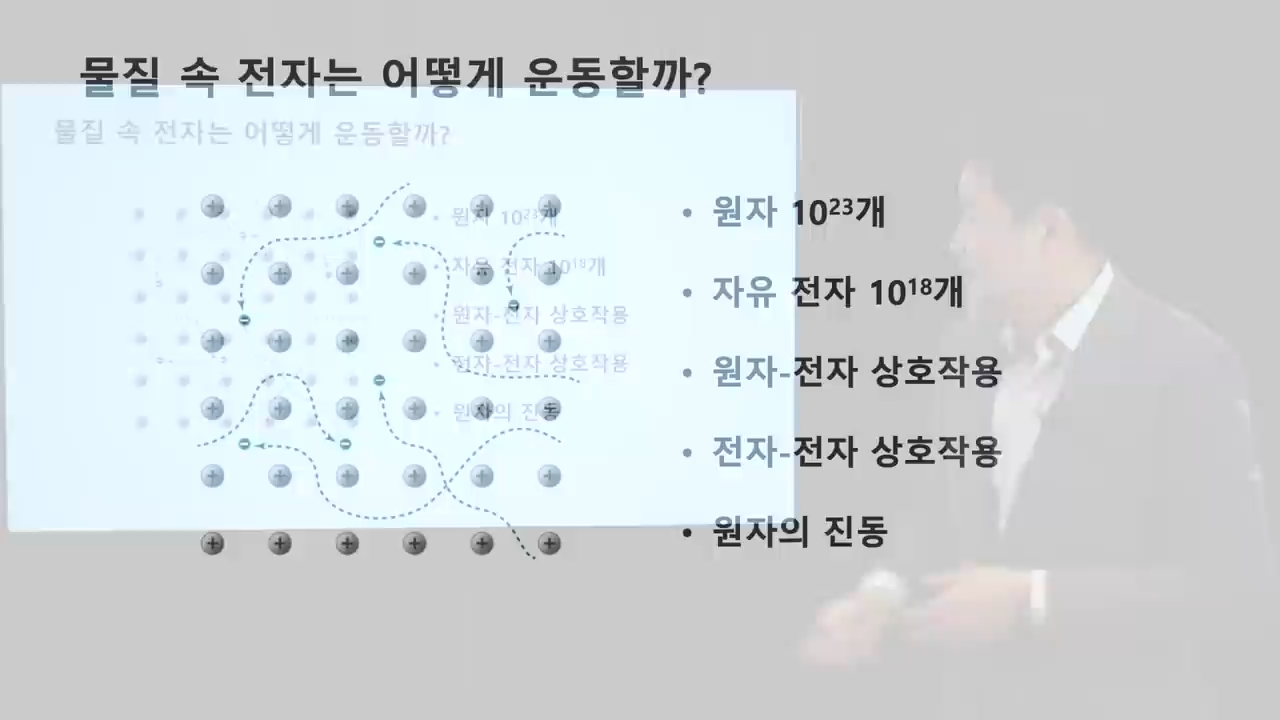 물질 속 전자는 어떻게 운동할까?
물질 속 전자는 어떻게 운동할까?
• 원자 10²³개
• 자유 전자 10¹⁸개
• 원자-전자 상호작용
• 전자-전자 상호작용
• 원자의 진동
• 원자 10²³개
• 자유 전자 10¹⁸개
• 원자-전자 상호작용
• 전자-전자 상호작용
• 원자의 진동